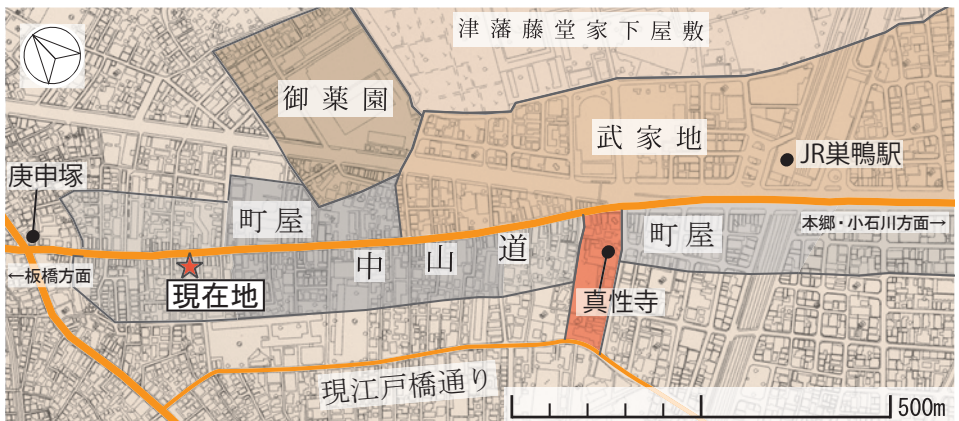 津藩藤堂家下屋敷
御薬園
武家地
JR巣鴨駅
庚申塚
町屋
町屋
本郷・小石川方面→
中山道
←板橋方面
現在地
真性寺
現江戸橋通り
500m